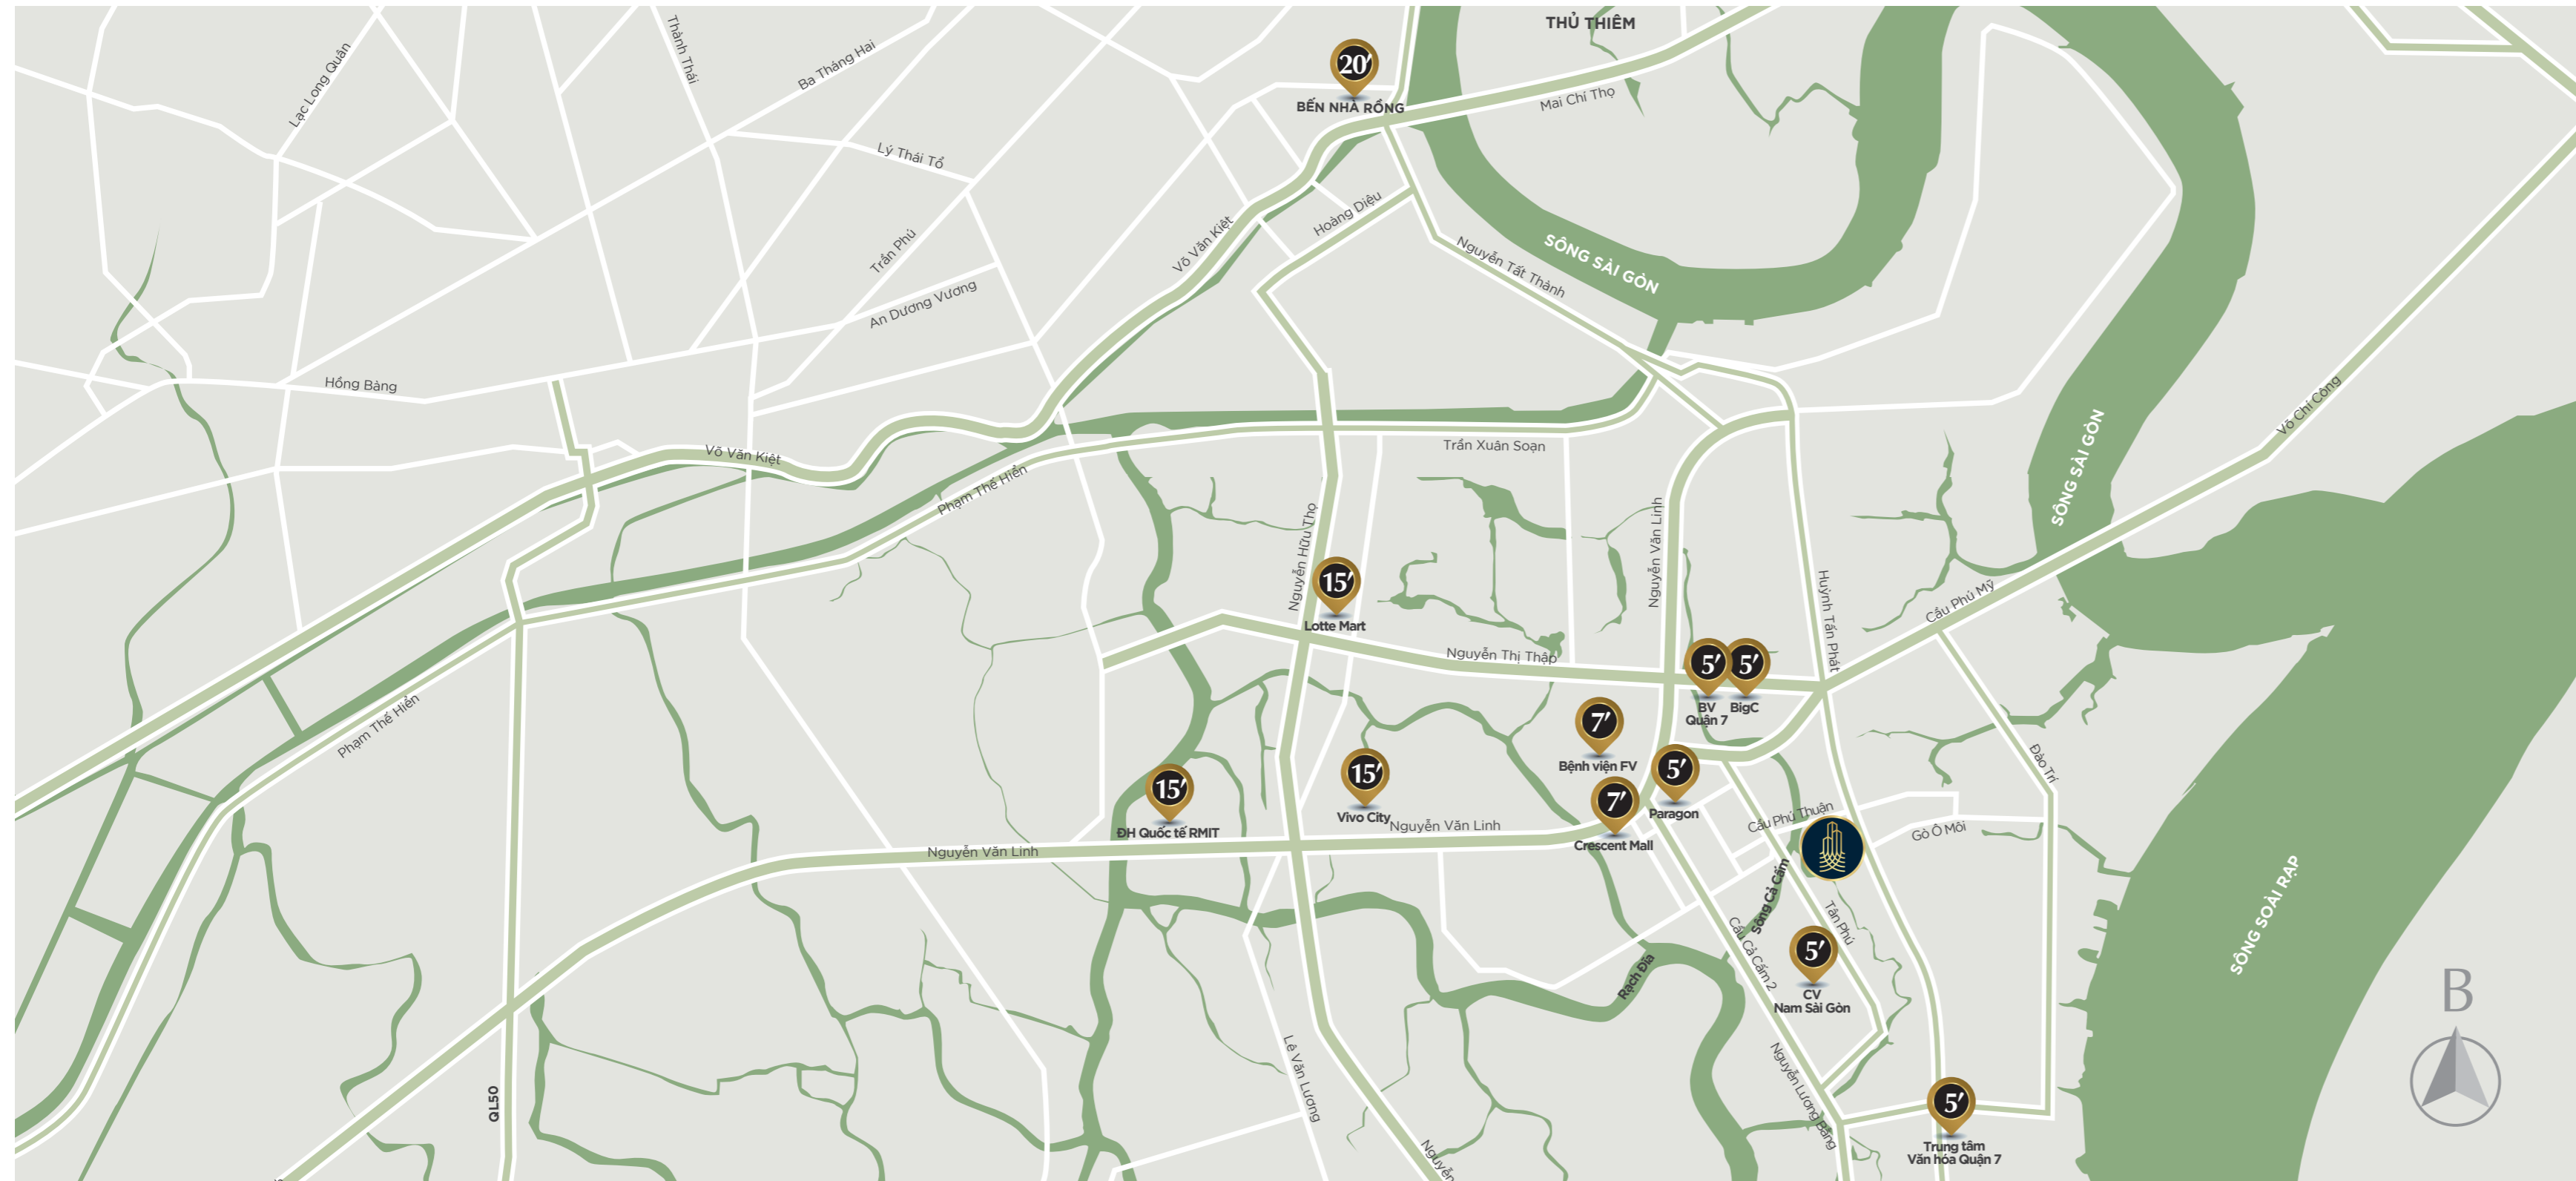 THỦ THIÊM
Thành Thái
Lạc Long Quân
Ba Tháng Hai
20'
BẾN NHÀ RỒNG
Mai Chí Thọ
Lý Thái Tổ
Hoàng Diệu
Võ Văn Kiệt
Trần Phú
SÔNG SÀI GÒN
Nguyễn Tất Thành
An Dương Vương
Hồng Bàng
Võ Chí Công
SÔNG SÀI GÒN
Võ Văn Kiệt
Trần Xuân Soạn
Phạm Thế Hiển
Nguyễn Hữu Thọ
Nguyễn Văn Linh
15'
Lotte Mart
Huỳnh Tấn Phát
Cầu Phú Mỹ
Nguyễn Thị Thập
5'
5'
BV
Quận 7
BigC
Phạm Thế Hiển
7'
Bệnh viện FV
5'
Paragon
Đào Trí
15'
ĐH Quốc tế RMIT
15'
Vivo City
7'
Crescent Mall
Nguyễn Văn Linh
Nguyễn Văn Linh
Cầu Phú Thuận
Gò Ô Môi
Sông Cả Cấm
Tân Phú
Cầu Cả Cấm 2
SÔNG SOÀI RẠP
5'
CV
Nam Sài Gòn
Rạch Đĩa
B
QL50
Lê Văn Lương
Nguyễn Lương Bằng
5'
Trung tâm
Văn hóa Quận 7
Nguyễn